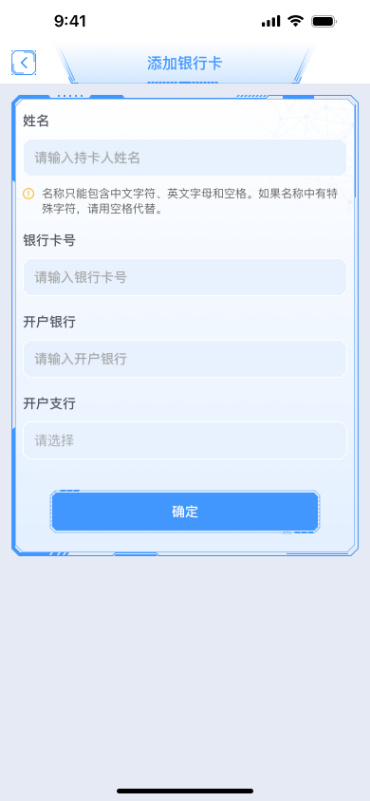 9:41
添加银行卡
姓名
请输入持卡人姓名
名称只能包含中文字符、英文字母和空格。如果名称中有特
殊字符，请用空格代替。
银行卡号
请输入银行卡号
开户银行
请输入开户银行
开户支行
请选择
确定